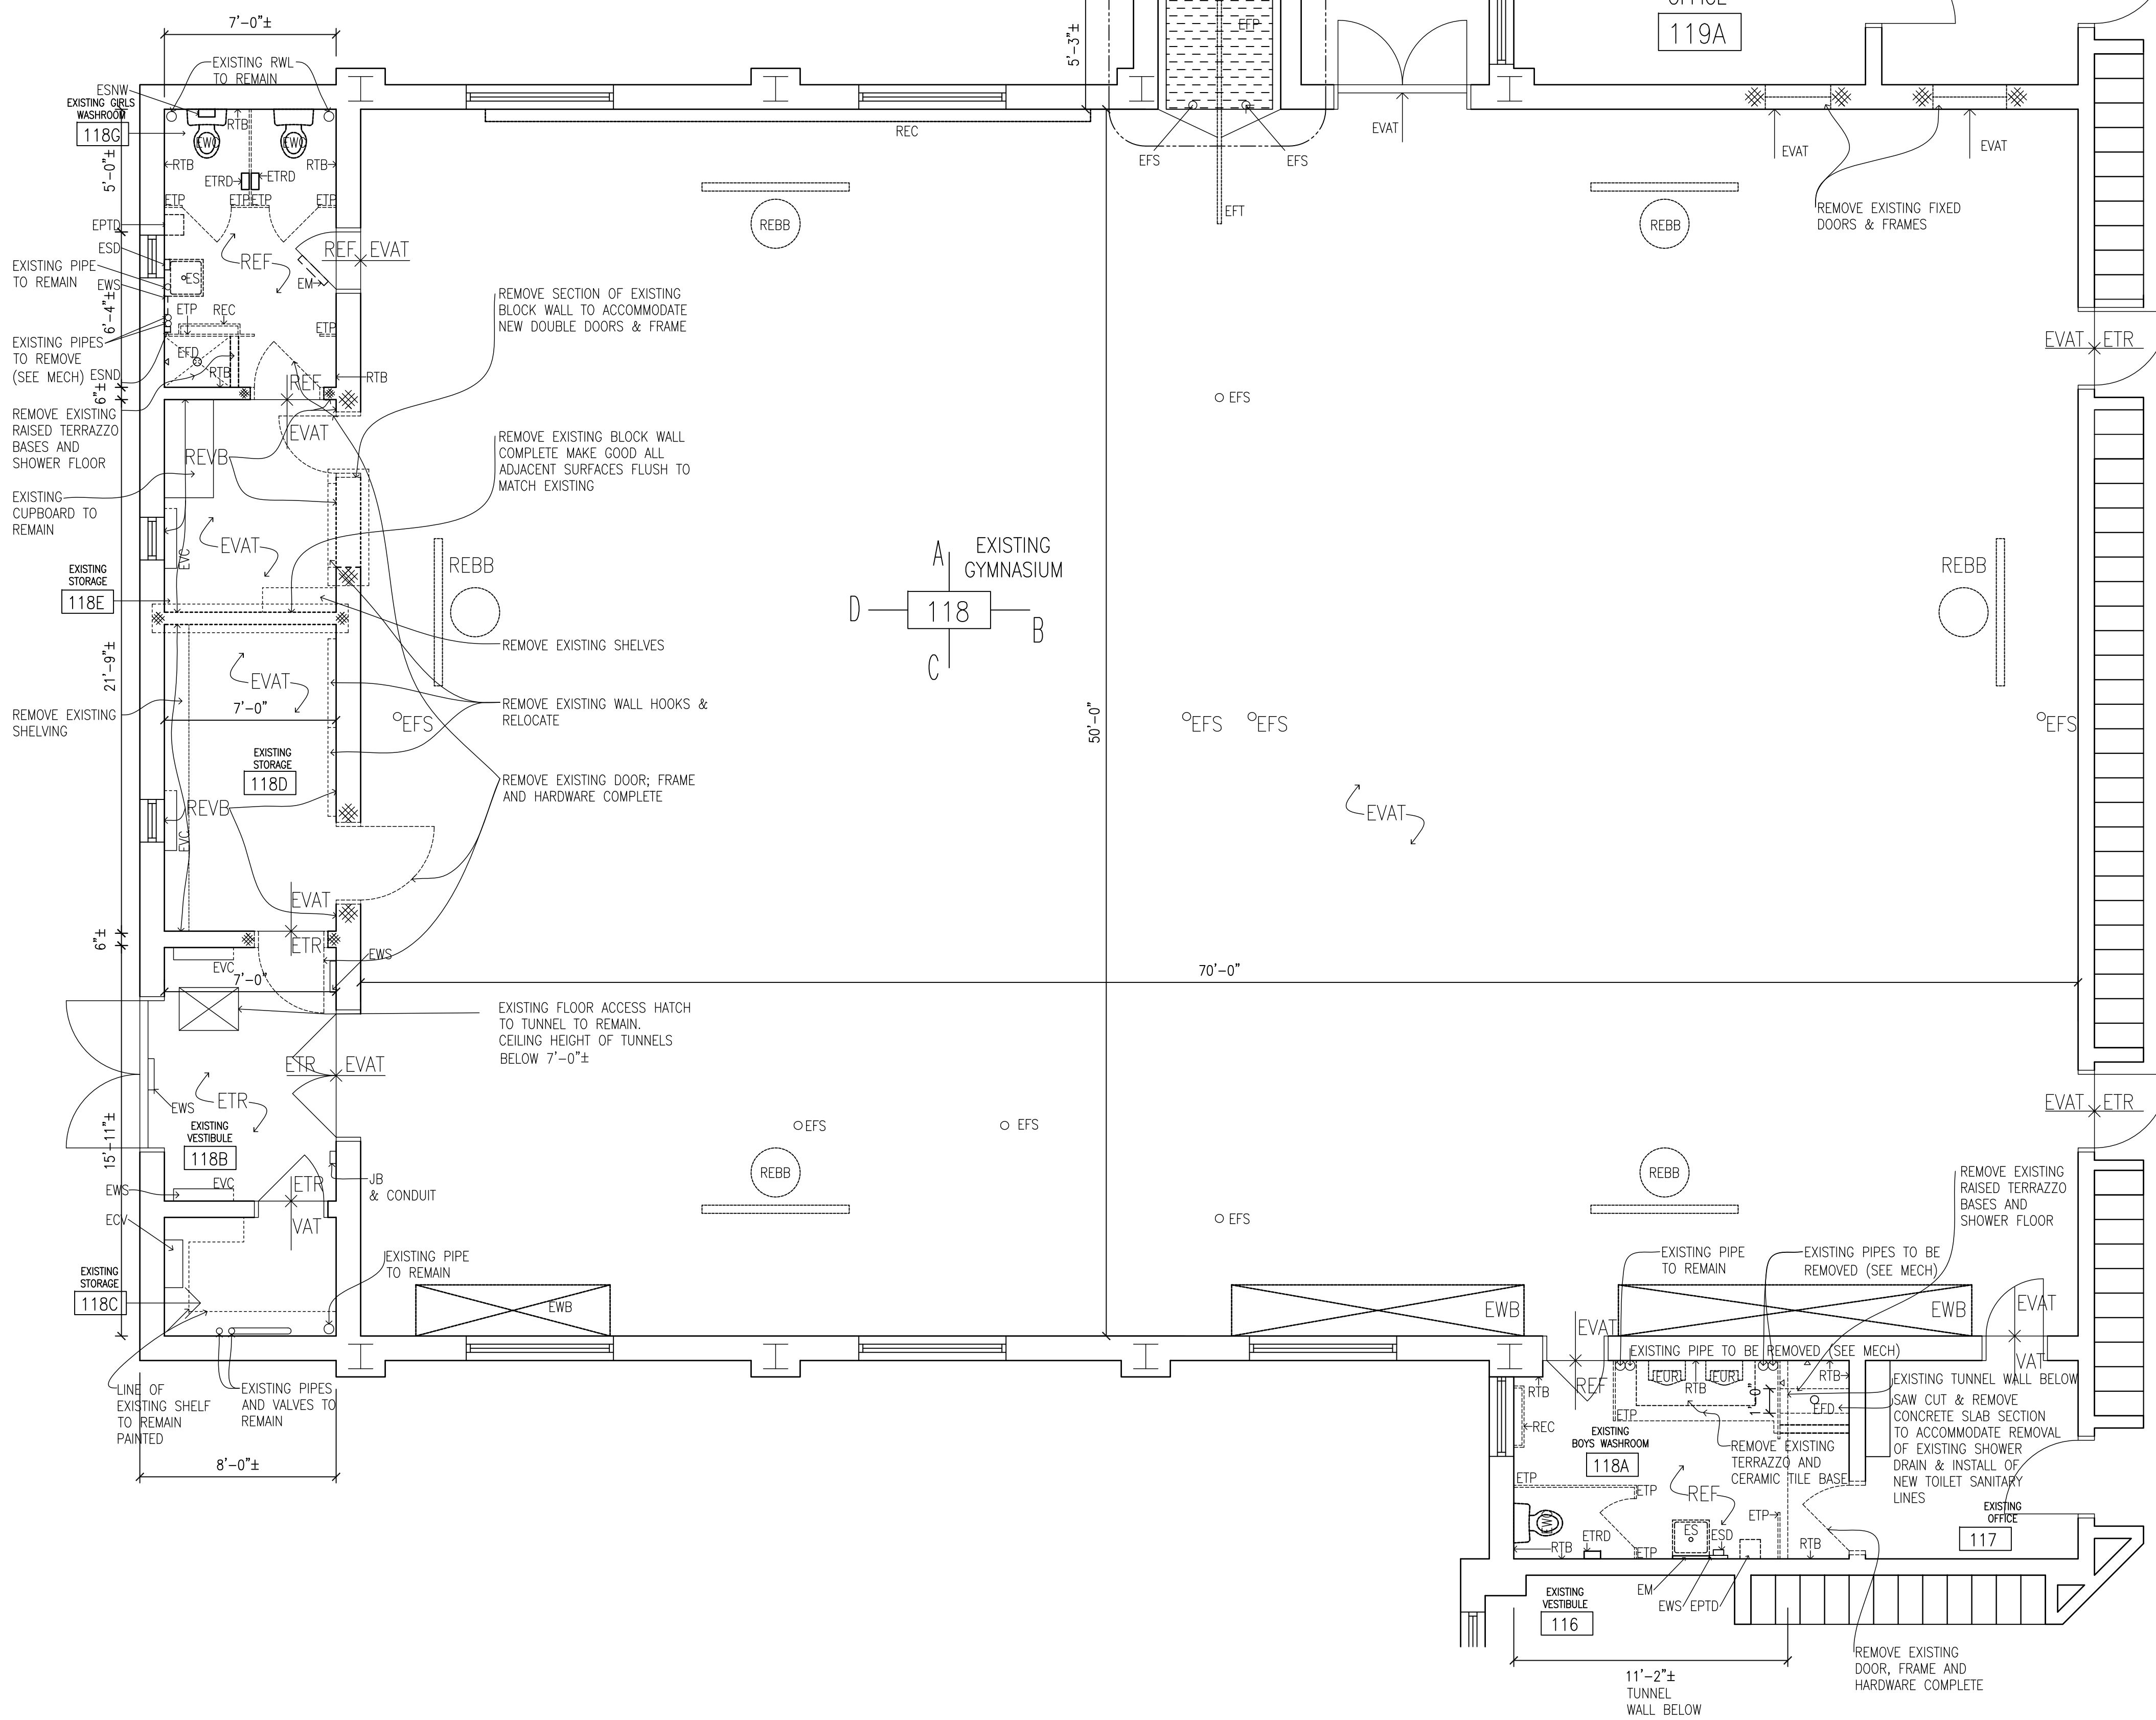 7'-0"±
EXISTING RWL
TO REMAIN
5'-3"±
EFP
OFFICE
119A
ESNW
EXISTING GIRLS
WASHROOM
118G
RTB
EWC
EWC
RTB
RTB
ETRD
ETRD
REC
EFS
EFS
EVAT
EVAT
EVAT
5'-0"±
ETP
ETP
ETP
ETP
EPTD
ESD
EXISTING PIPE
TO REMAIN
EWS
ES
REF
REF
EVAT
EM
REBB
EFT
REBB
REMOVE EXISTING FIXED
DOORS & FRAMES
6'-4"±
ETP
REC
ETP
EXISTING PIPES
TO REMOVE
(SEE MECH)
ESND
EFD
RTB
RTB
REMOVE SECTION OF EXISTING
BLOCK WALL TO ACCOMMODATE
NEW DOUBLE DOORS & FRAME
EVAT
ETR
6"±
REF
EVAT
EFS
REMOVE EXISTING
RAISED TERRAZZO
BASES AND
SHOWER FLOOR
REVB
REMOVE EXISTING BLOCK WALL
COMPLETE MAKE GOOD ALL
ADJACENT SURFACES FLUSH TO
MATCH EXISTING
EXISTING
CUPBOARD TO
REMAIN
EVAT
EVC
EXISTING
STORAGE
118E
REBB
A
EXISTING
GYMNASIUM
D
118
B
C
REBB
REMOVE EXISTING SHELVES
21'-9"±
EVAT
7'-0"
REMOVE EXISTING
SHELVING
REMOVE EXISTING WALL HOOKS &
RELOCATE
EFS
50'-0"
EFS
EFS
EFS
EXISTING
STORAGE
118D
REMOVE EXISTING DOOR; FRAME
AND HARDWARE COMPLETE
REVB
EVC
EVAT
EVAT
ETR
6"±
EWS
EVC
7'-0"
70'-0"
EXISTING FLOOR ACCESS HATCH
TO TUNNEL TO REMAIN.
CEILING HEIGHT OF TUNNELS
BELOW 7'-0"±
ETR
EVAT
EWS
ETR
EVAT
ETR
EFS
EFS
EXISTING
VESTIBULE
118B
15'-11"±
JB
& CONDUIT
EWS
EVC
ETR
VAT
ECV
REBB
REBB
EFS
REMOVE EXISTING
RAISED TERRAZZO
BASES AND
SHOWER FLOOR
EXISTING PIPE
TO REMAIN
EXISTING PIPE
TO REMAIN
EXISTING PIPES TO BE
REMOVED (SEE MECH)
EXISTING
STORAGE
118C
EWB
EWB
EWB
EVAT
EVAT
REF
VAT
EXISTING PIPE TO BE REMOVED (SEE MECH)
LINE OF
EXISTING SHELF
TO REMAIN
PAINTED
EXISTING PIPES
AND VALVES TO
REMAIN
8'-0"±
RTB
EUR
EUR
RTB
1'-0"
RTB
EFD
ETP
REC
EXISTING TUNNEL WALL BELOW
SAW CUT & REMOVE
CONCRETE SLAB SECTION
TO ACCOMMODATE REMOVAL
OF EXISTING SHOWER
DRAIN & INSTALL OF
NEW TOILET SANITARY
LINES
EXISTING
BOYS WASHROOM
118A
REMOVE EXISTING
TERRAZZO AND
CERAMIC TILE BASE
ETP
ETP
REF
EWC
ETRD
RTB
ETP
ES
ESD
ETP
RTB
EXISTING
OFFICE
117
EM
EWS
EPTD
EXISTING
VESTIBULE
116
11'-2"±
TUNNEL
WALL BELOW
REMOVE EXISTING
DOOR, FRAME AND
HARDWARE COMPLETE